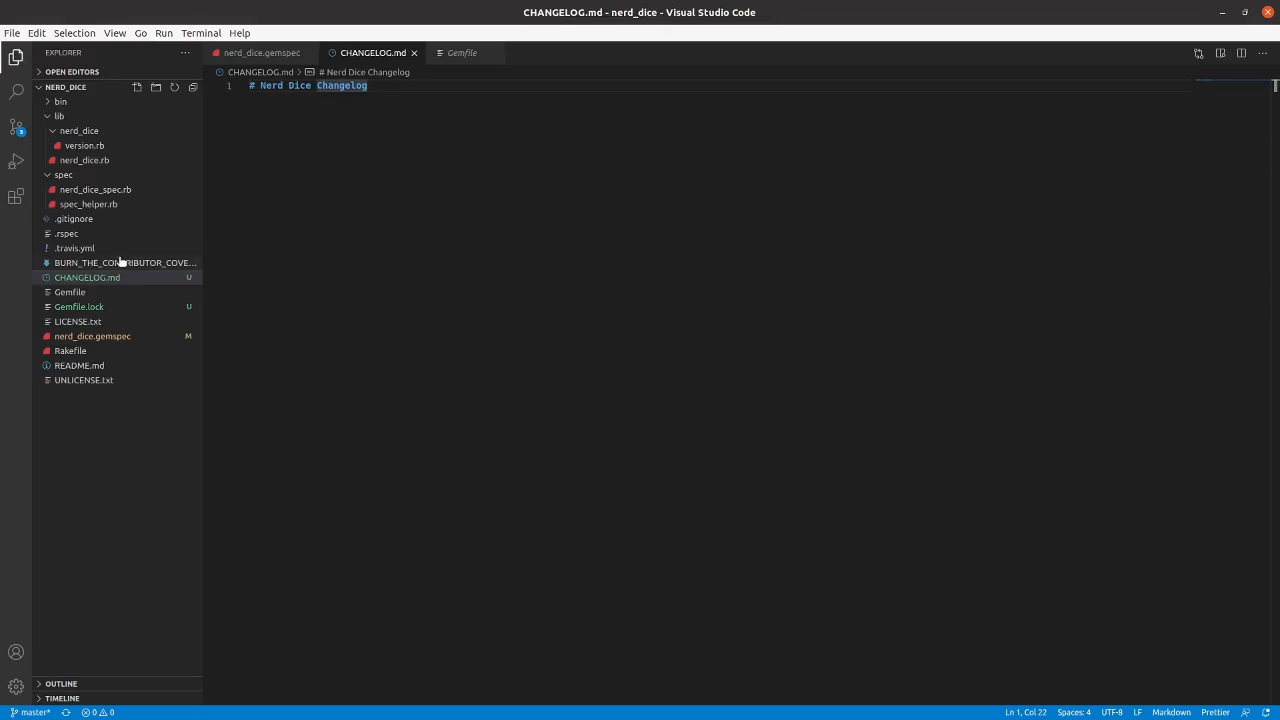 CHANGELOG.md - nerd_dice - Visual Studio Code
File Edit Selection View Go Run Terminal Help
EXPLORER
OPEN EDITORS
NERD_DICE
bin
lib
nerd_dice
version.rb
nerd_dice.rb
spec
nerd_dice_spec.rb
spec_helper.rb
.gitignore
.rspec
.travis.yml
BURN_THE_CONTRIBUTOR_COVE...
CHANGELOG.md U
Gemfile
Gemfile.lock U
LICENSE.txt
nerd_dice.gemspec M
Rakefile
README.md
UNLICENSE.txt
OUTLINE
TIMELINE
3
nerd_dice.gemspec CHANGELOG.md Gemfile
CHANGELOG.md > # Nerd Dice Changelog
1 # Nerd Dice Changelog
master* 0 0 Ln 1, Col 22 Spaces: 4 UTF-8 LF Markdown Prettier